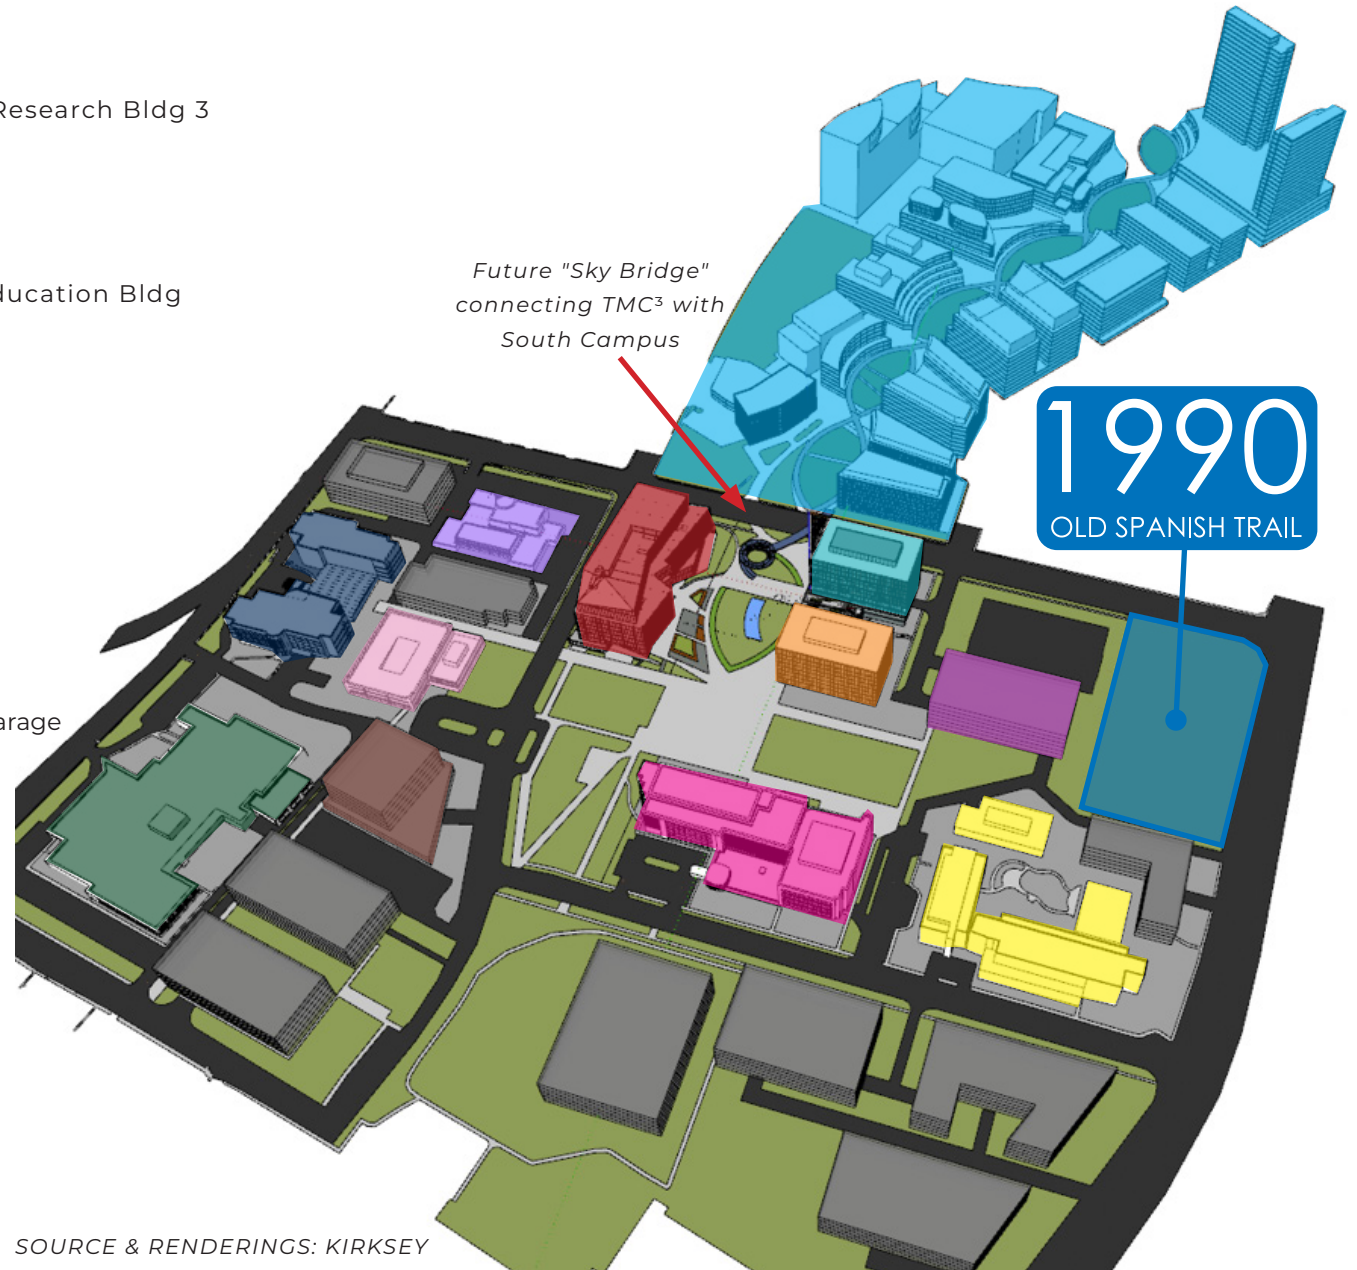 Research Bldg 3
ducation Bldg
arage
Future "Sky Bridge"
connecting TMC³ with
South Campus
1990
OLD SPANISH TRAIL
SOURCE & RENDERINGS: KIRKSEY